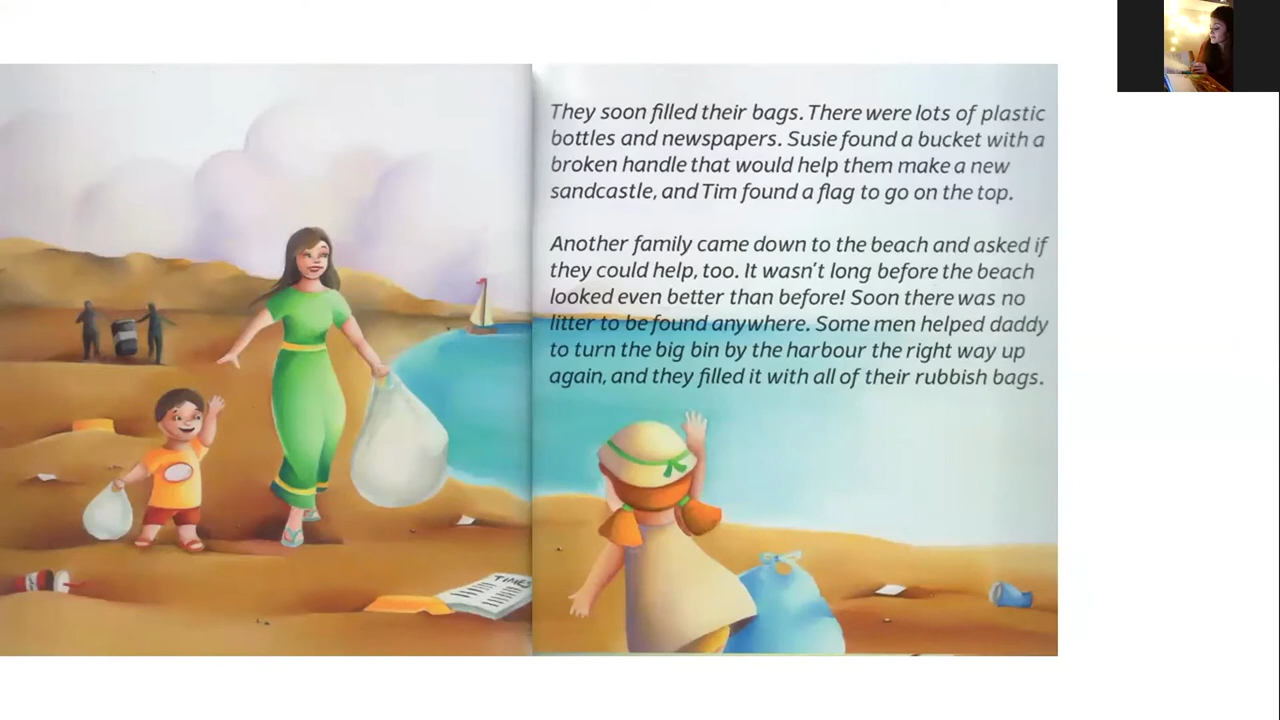 They soon filled their bags. There were lots of plastic
bottles and newspapers. Susie found a bucket with a
broken handle that would help them make a new
sandcastle, and Tim found a flag to go on the top.
Another family came down to the beach and asked if
they could help, too. It wasn't long before the beach
looked even better than before! Soon there was no
litter to be found anywhere. Some men helped daddy
to turn the big bin by the harbour the right way up
again, and they filled it with all of their rubbish bags.
TIMES